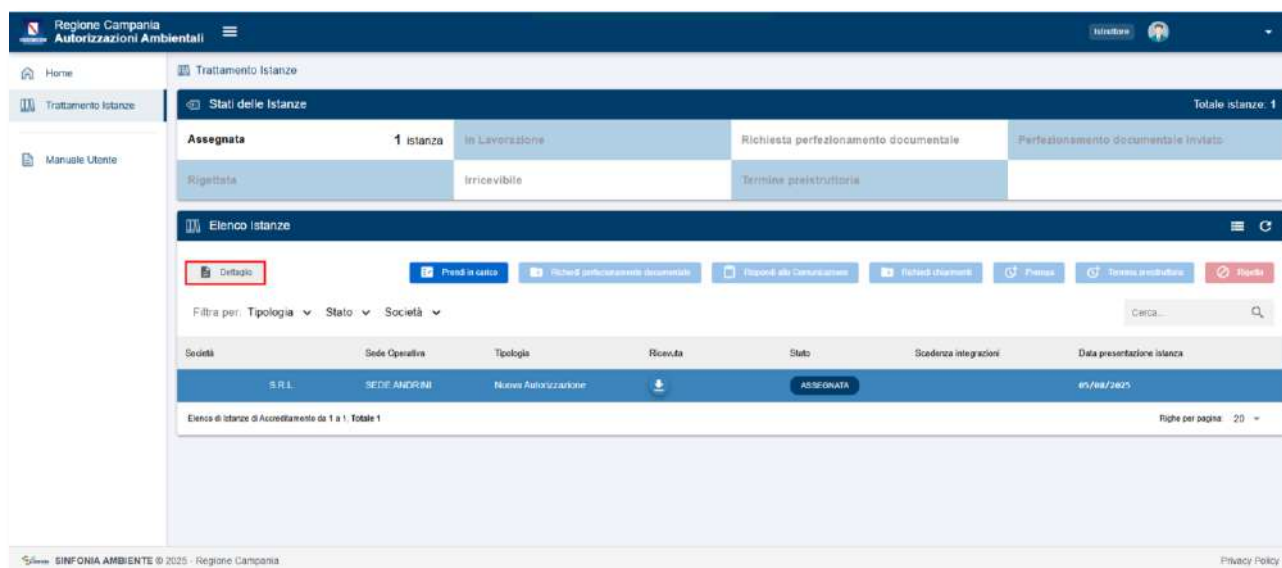 Regione Campania
Autorizzazioni Ambientali
Istruttore
Home
Trattamento Istanze
Manuale Utente
Trattamento Istanze
Stati delle Istanze
Totale istanze: 1
Assegnata
1 istanza
In Lavorazione
Richiesta perfezionamento documentale
Perfezionamento documentale inviato
Rigettata
Irricevibile
Termine preistruttoria
Elenco Istanze
Dettaglio
Prendi in carico
Richiedi perfezionamento documentale
Rispondi alla Comunicazione
Richiedi chiarimenti
Termina preistruttoria
Rigetta
Filtra per: Tipologia Stato Società
Cerca...
Società Sede Operativa Tipologia Ricevuta Stato Scadenza integrazioni Data presentazione istanza
S.R.L. SEDE ANDRINI Nuova Autorizzazione ASSEGNATA 05/08/2025
Elenco di Istanze di Accreditamento da 1 a 1. Totale 1
Righe per pagina: 20
SINFONIA AMBIENTE © 2025 - Regione Campania
Privacy Policy